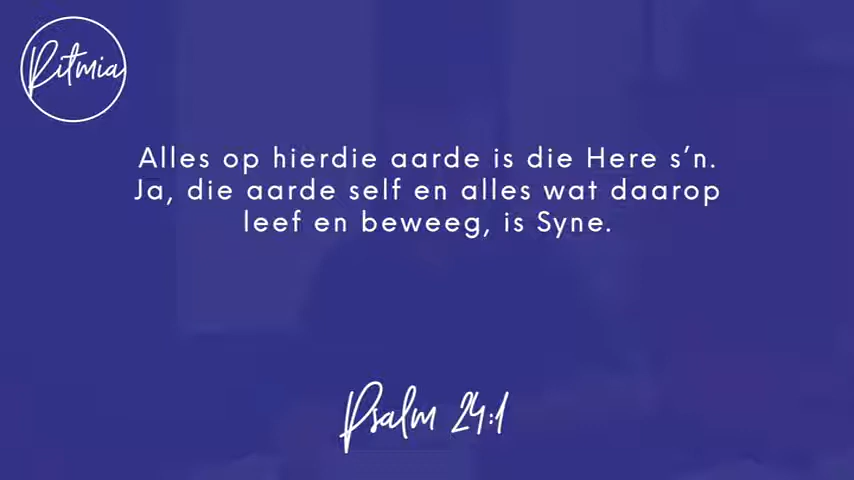 Ritmia
Alles op hierdie aarde is die Here s'n.
Ja, die aarde self en alles wat daarop
leef en beweeg, is Syne.
Psalm 24:1